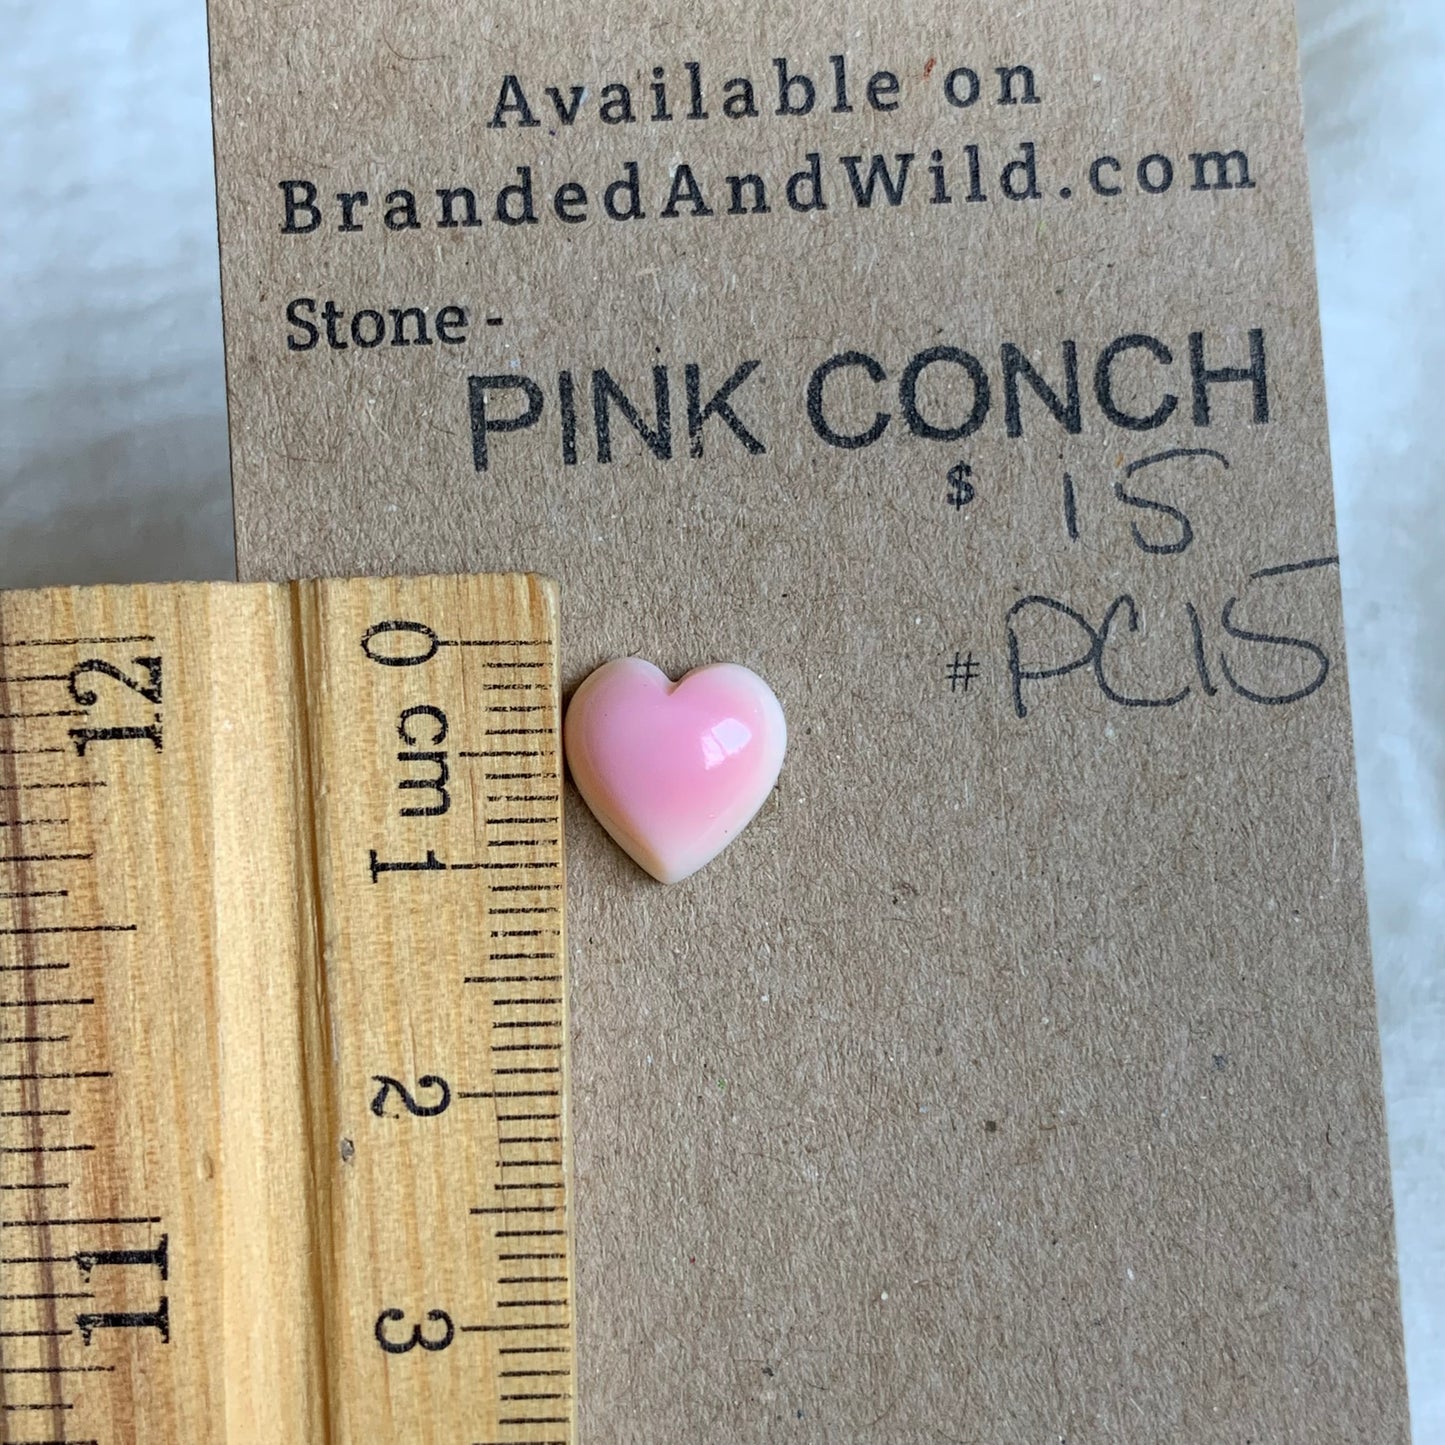 Available on
BrandedAndWild.com
Stone -
PINK CONCH
$ 15
# PC15
0 cm 1 2 3
12 11